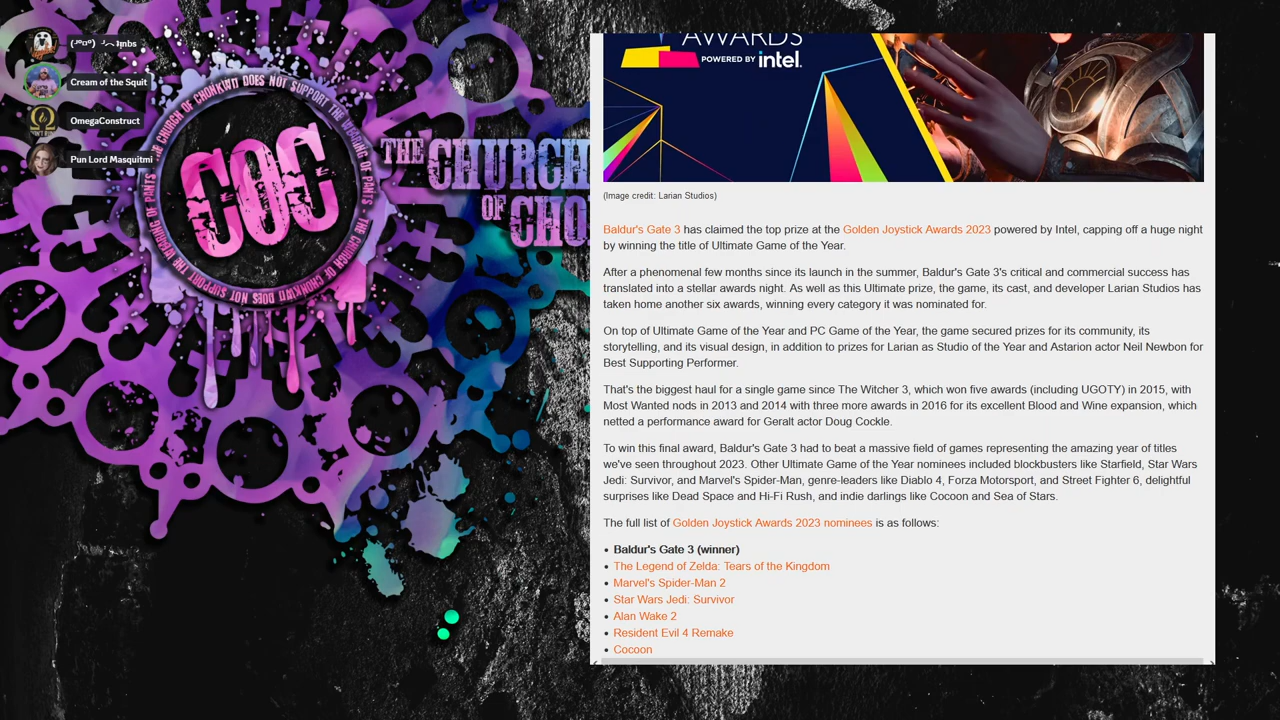 (╯°□°)╯︵ hnbs
Cream of the Squit
OmegaConstruct
Pun Lord Masquitmi
THE CHURCH OF CHONKWTI DOES NOT SUPPORT THE WEARING OF PANTS
COC
THE CHURCH
OF CHO
AWARDS
POWERED BY intel.
(Image credit: Larian Studios)
Baldur's Gate 3 has claimed the top prize at the Golden Joystick Awards 2023 powered by Intel, capping off a huge night
by winning the title of Ultimate Game of the Year.
After a phenomenal few months since its launch in the summer, Baldur's Gate 3's critical and commercial success has
translated into a stellar awards night. As well as this Ultimate prize, the game, its cast, and developer Larian Studios has
taken home another six awards, winning every category it was nominated for.
On top of Ultimate Game of the Year and PC Game of the Year, the game secured prizes for its community, its
storytelling, and its visual design, in addition to prizes for Larian as Studio of the Year and Astarion actor Neil Newbon for
Best Supporting Performer.
That's the biggest haul for a single game since The Witcher 3, which won five awards (including UGOTY) in 2015, with
Most Wanted nods in 2013 and 2014 with three more awards in 2016 for its excellent Blood and Wine expansion, which
netted a performance award for Geralt actor Doug Cockle.
To win this final award, Baldur's Gate 3 had to beat a massive field of games representing the amazing year of titles
we've seen throughout 2023. Other Ultimate Game of the Year nominees included blockbusters like Starfield, Star Wars
Jedi: Survivor, and Marvel's Spider-Man, genre-leaders like Diablo 4, Forza Motorsport, and Street Fighter 6, delightful
surprises like Dead Space and Hi-Fi Rush, and indie darlings like Cocoon and Sea of Stars.
The full list of Golden Joystick Awards 2023 nominees is as follows:
• Baldur's Gate 3 (winner)
• The Legend of Zelda: Tears of the Kingdom
• Marvel's Spider-Man 2
• Star Wars Jedi: Survivor
• Alan Wake 2
• Resident Evil 4 Remake
• Cocoon